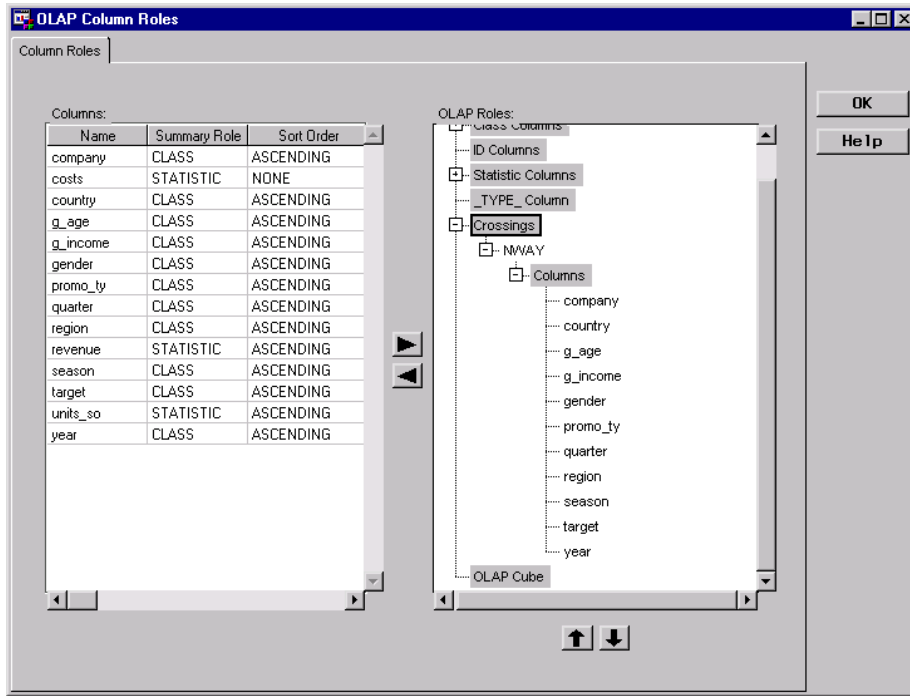 OLAP Column Roles
Column Roles
Columns:
Name Summary Role Sort Order
company CLASS ASCENDING
costs STATISTIC NONE
country CLASS ASCENDING
g_age CLASS ASCENDING
g_income CLASS ASCENDING
gender CLASS ASCENDING
promo_ty CLASS ASCENDING
quarter CLASS ASCENDING
region CLASS ASCENDING
revenue STATISTIC ASCENDING
season CLASS ASCENDING
target CLASS ASCENDING
units_so STATISTIC ASCENDING
year CLASS ASCENDING
OLAP Roles:
Class Columns
ID Columns
Statistic Columns
_TYPE_ Column
Crossings
NWAY
Columns
company
country
g_age
g_income
gender
promo_ty
quarter
region
season
target
year
OLAP Cube
OK
Help